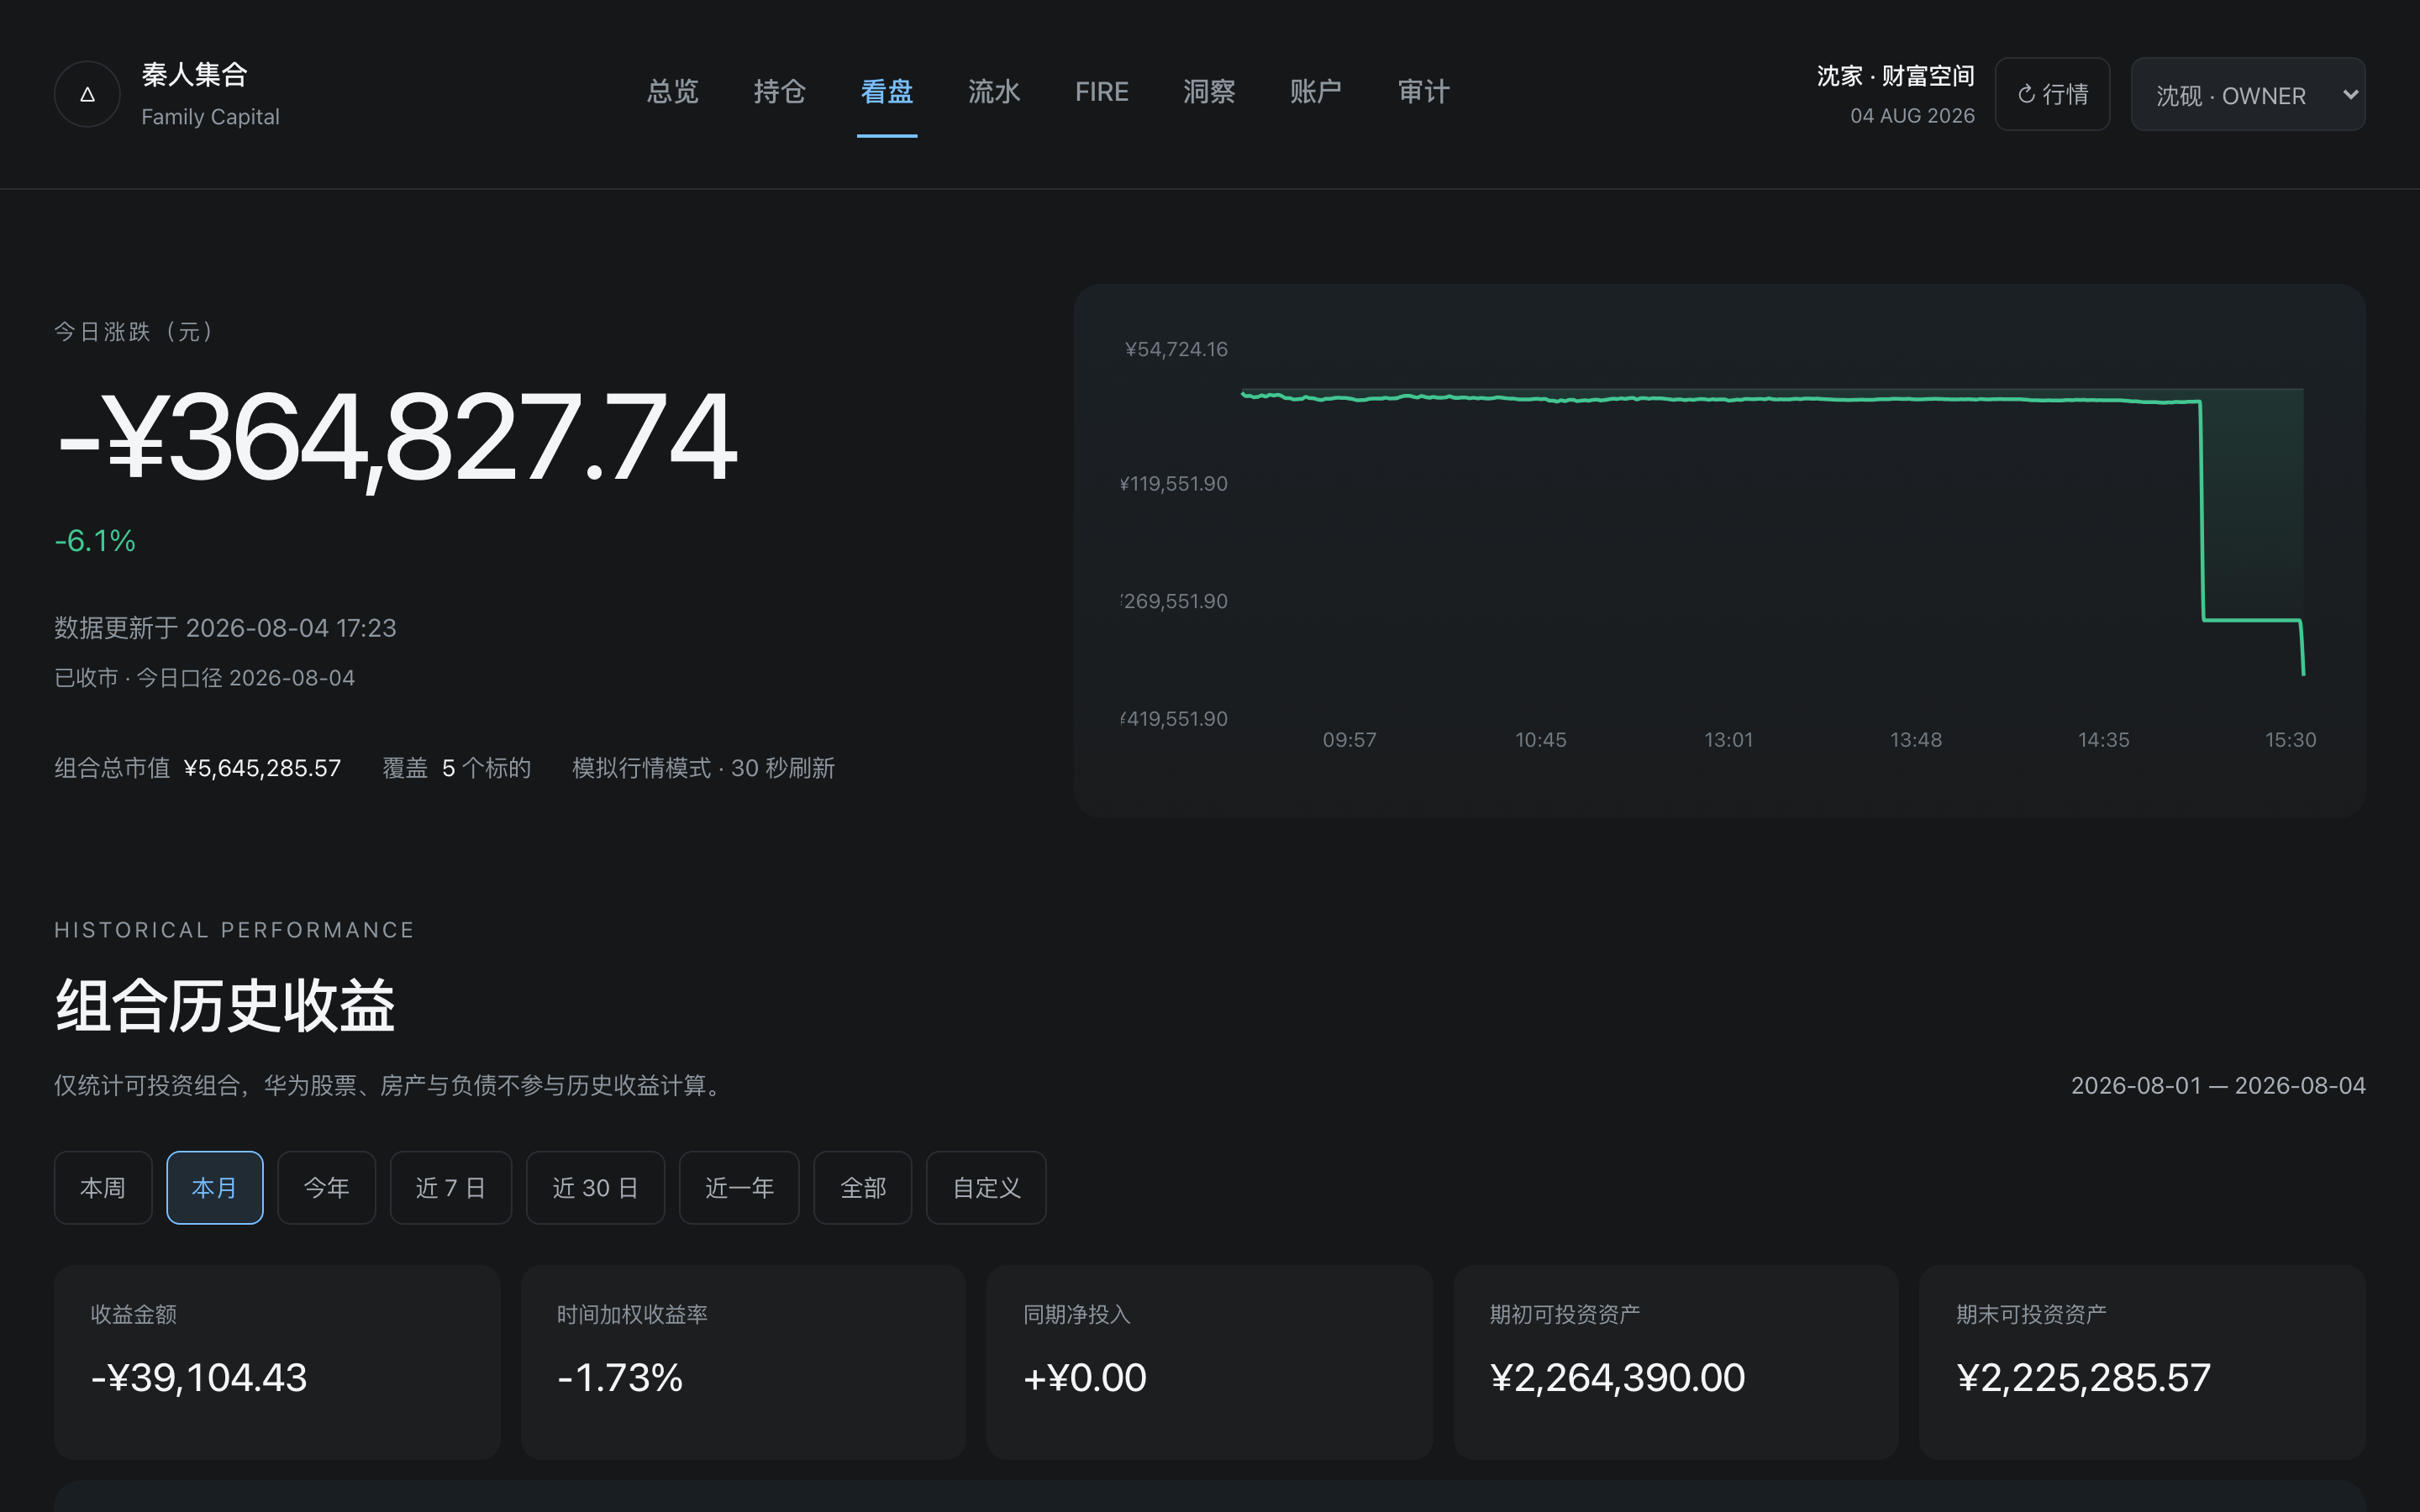 秦人集合
Family Capital
总览 持仓 看盘 流水 FIRE 洞察 账户 审计
沈家 · 财富空间
04 AUG 2026
行情
沈砚 · OWNER
今日涨跌（元）
-¥364,827.74
-6.1%
数据更新于 2026-08-04 17:23
已收市 · 今日口径 2026-08-04
组合总市值 ¥5,645,285.57 覆盖 5 个标的 模拟行情模式 · 30 秒刷新
¥54,724.16
¥119,551.90
269,551.90
¥419,551.90
09:57 10:45 13:01 13:48 14:35 15:30
HISTORICAL PERFORMANCE
组合历史收益
仅统计可投资组合，华为股票、房产与负债不参与历史收益计算。
2026-08-01 — 2026-08-04
本周 本月 今年 近 7 日 近 30 日 近一年 全部 自定义
收益金额
-¥39,104.43
时间加权收益率
-1.73%
同期净投入
+¥0.00
期初可投资资产
¥2,264,390.00
期末可投资资产
¥2,225,285.57